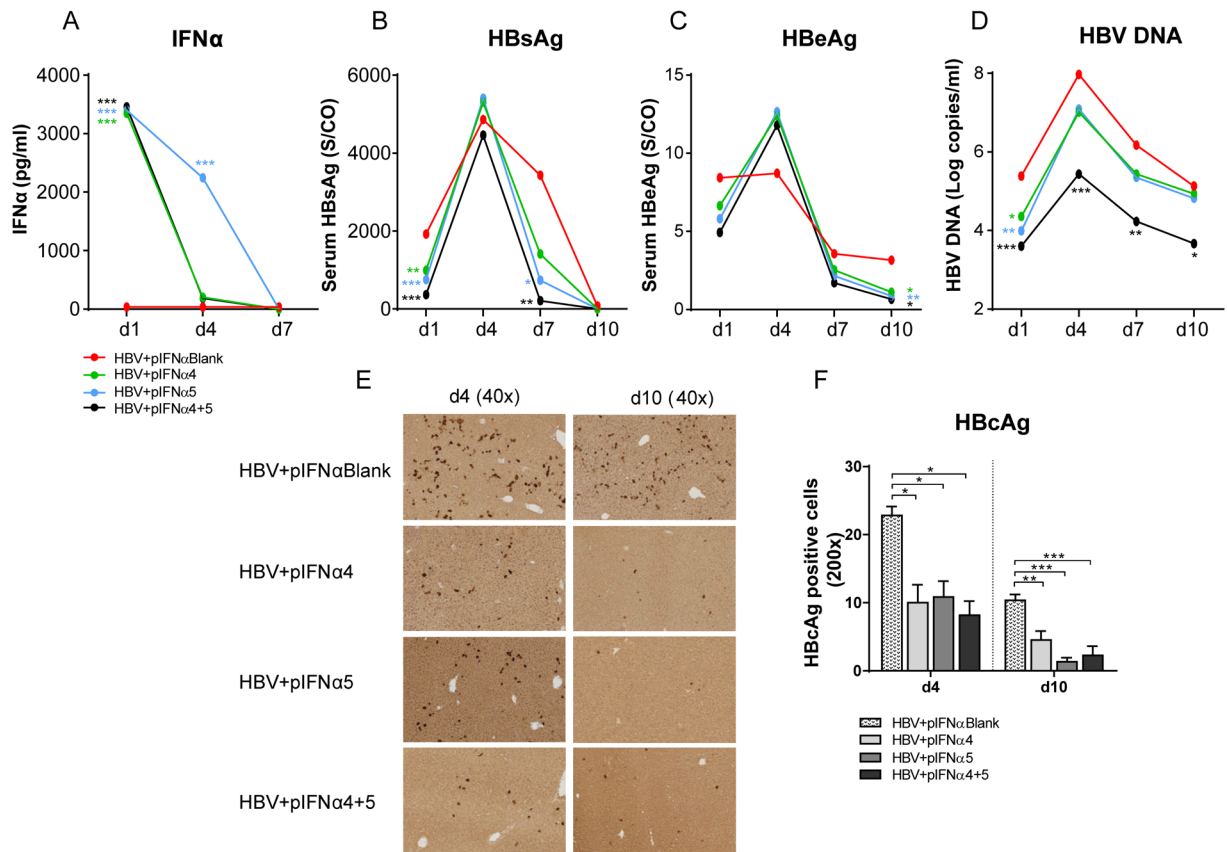 A
IFNα
IFNα (pg/ml)
4000
3000
2000
1000
0
***
***
***
***
d1
d4
d7
HBV+pIFNαBlank
HBV+pIFNα4
HBV+pIFNα5
HBV+pIFNα4+5
B
HBsAg
Serum HBsAg (S/CO)
6000
4000
2000
0
**
***
***
*
**
d1
d4
d7
d10
C
HBeAg
Serum HBeAg (S/CO)
15
10
5
0
*
**
*
d1
d4
d7
d10
D
HBV DNA
HBV DNA (Log copies/ml)
8
6
4
2
*
**
***
***
**
*
d1
d4
d7
d10
E
d4 (40x)
d10 (40x)
HBV+pIFNαBlank
HBV+pIFNα4
HBV+pIFNα5
HBV+pIFNα4+5
F
HBcAg
HBcAg positive cells
(200x)
30
20
10
0
*
*
*
***
***
**
d4
d10
HBV+pIFNαBlank
HBV+pIFNα4
HBV+pIFNα5
HBV+pIFNα4+5